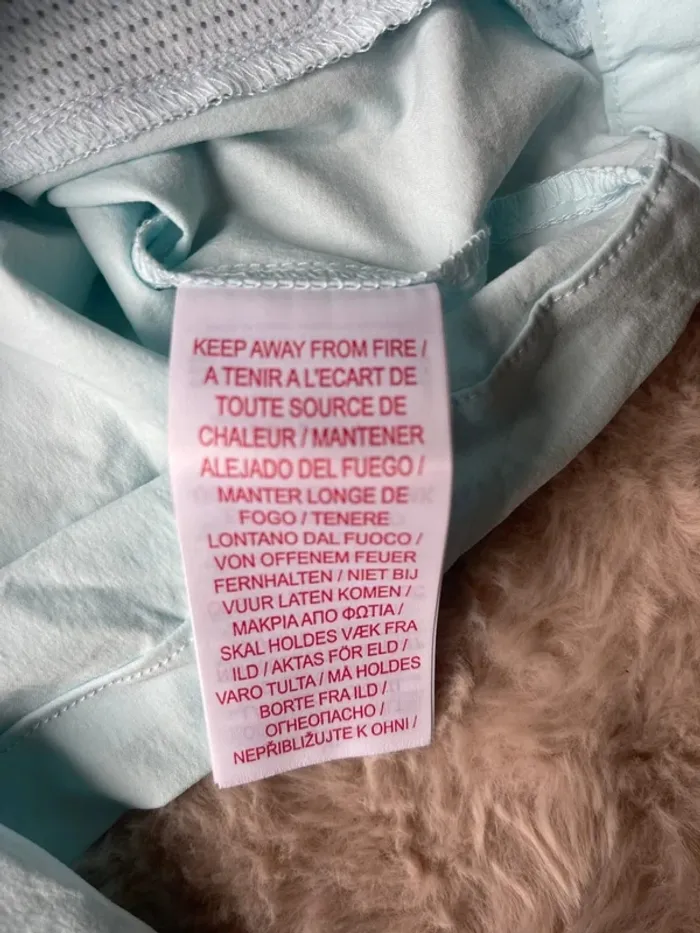 KEEP AWAY FROM FIRE /
A TENIR A L'ECART DE
TOUTE SOURCE DE
CHALEUR / MANTENER
ALEJADO DEL FUEGO /
MANTER LONGE DE
FOGO / TENERE
LONTANO DAL FUOCO /
VON OFFENEM FEUER
FERNHALTEN / NIET BIJ
VUUR LATEN KOMEN /
ΜΑΚΡΙΑ ΑΠΟ ΦΩΤΙΑ /
SKAL HOLDES VÆK FRA
ILD / AKTAS FÖR ELD /
VARO TULTA / MÅ HOLDES
BORTE FRA ILD /
ОГНЕОПАСНО /
NEPŘIBLIŽUJTE K OHNI /